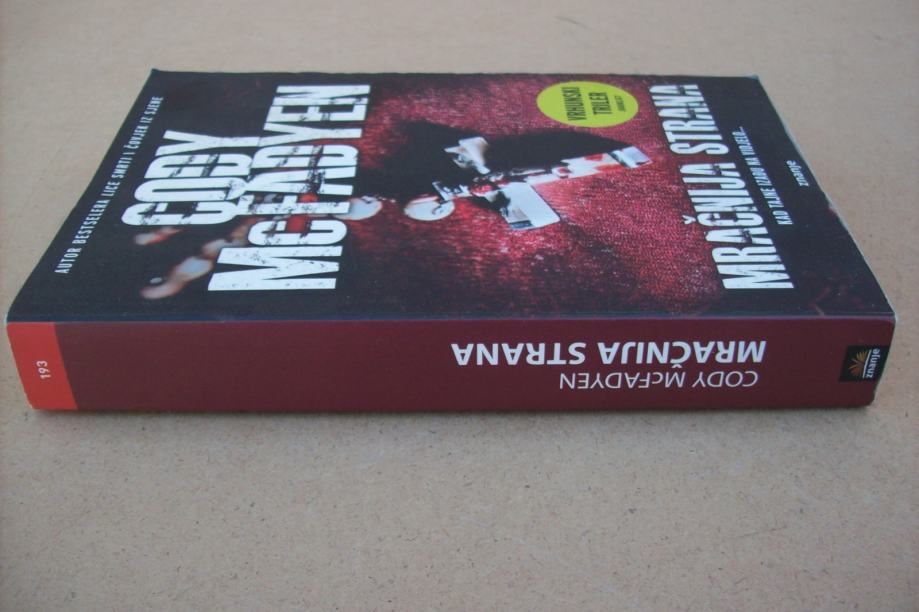 AUTOR BESTSELERA LICE SMRTI I ČOVJEK IZ SJENE
CODY
McFADYEN
VRHUNSKI
TRILER
MRAČNIJA STRANA
KAD TAJNE IZAĐU NA VIDJELO...
znanje
193
CODY McFADYEN
MRAČNIJA STRANA
znanje